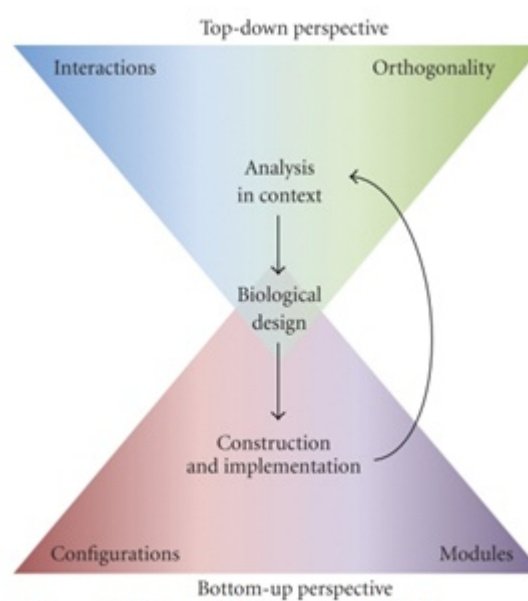 Top-down perspective
Interactions
Orthogonality
Analysis
in context
Biological
design
Construction
and implementation
Configurations
Modules
Bottom-up perspective